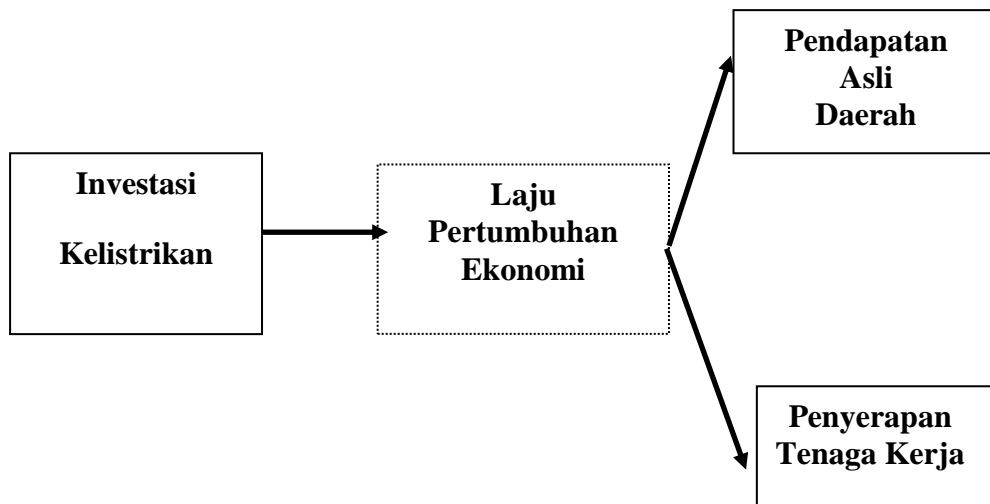 Investasi
Kelistrikan
Laju
Pertumbuhan
Ekonomi
Pendapatan
Asli
Daerah
Penyerapan
Tenaga Kerja